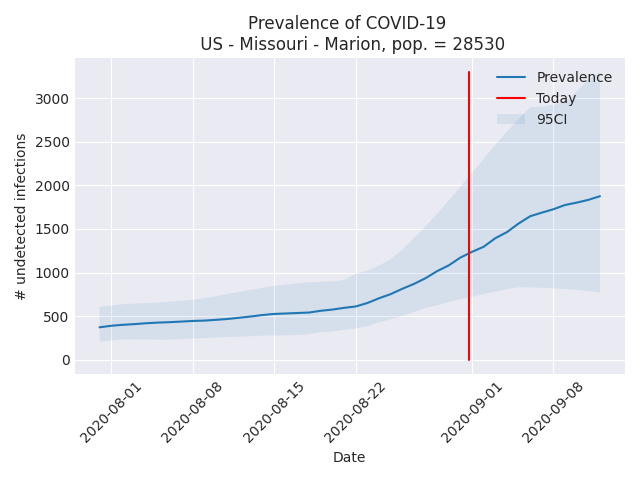 Prevalence of COVID-19
US - Missouri - Marion, pop. = 28530
Prevalence
Today
95CI
# undetected infections
3000
2500
2000
1500
1000
500
0
2020-08-01
2020-08-08
2020-08-15
2020-08-22
2020-09-01
2020-09-08
Date